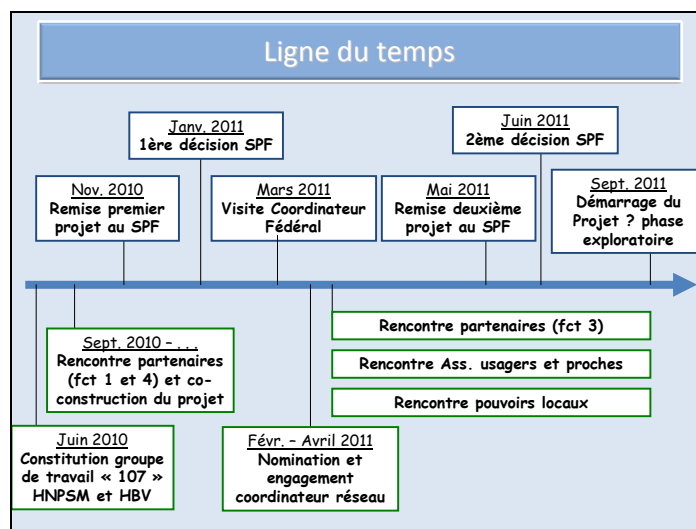 Ligne du temps
Janv. 2011
1ère décision SPF
Juin 2011
2ème décision SPF
Nov. 2010
Remise premier
projet au SPF
Mars 2011
Visite Coordinateur
Fédéral
Mai 2011
Remise deuxième
projet au SPF
Sept. 2011
Démarrage du
Projet ? phase
exploratoire
Sept. 2010 – . . .
Rencontre partenaires
(fct 1 et 4) et co-
construction du projet
Rencontre partenaires (fct 3)
Rencontre Ass. usagers et proches
Rencontre pouvoirs locaux
Juin 2010
Constitution groupe
de travail « 107 »
HNPSM et HBV
Févr. – Avril 2011
Nomination et
engagement
coordinateur réseau